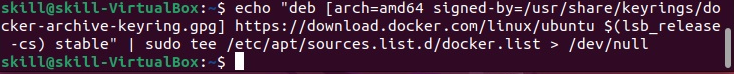 skill@skill-VirtualBox:~$ echo "deb [arch=amd64 signed-by=/usr/share/keyrings/do
cker-archive-keyring.gpg] https://download.docker.com/linux/ubuntu $(lsb_release
-cs) stable" | sudo tee /etc/apt/sources.list.d/docker.list > /dev/null
skill@skill-VirtualBox:~$